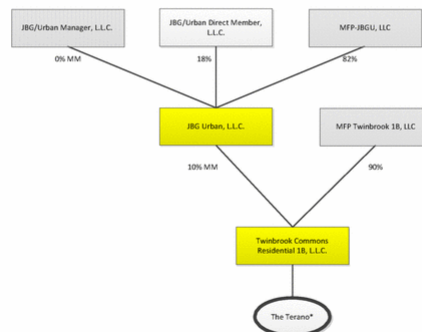 JBG/Urban Manager, L.L.C.
JBG/Urban Direct Member,
L.L.C.
MFP-JBGU, LLC
0% MM
18%
82%
JBG Urban, L.L.C.
MFP Twinbrook 1B, LLC
10% MM
90%
Twinbrook Commons
Residential 1B, L.L.C.
The Terano*